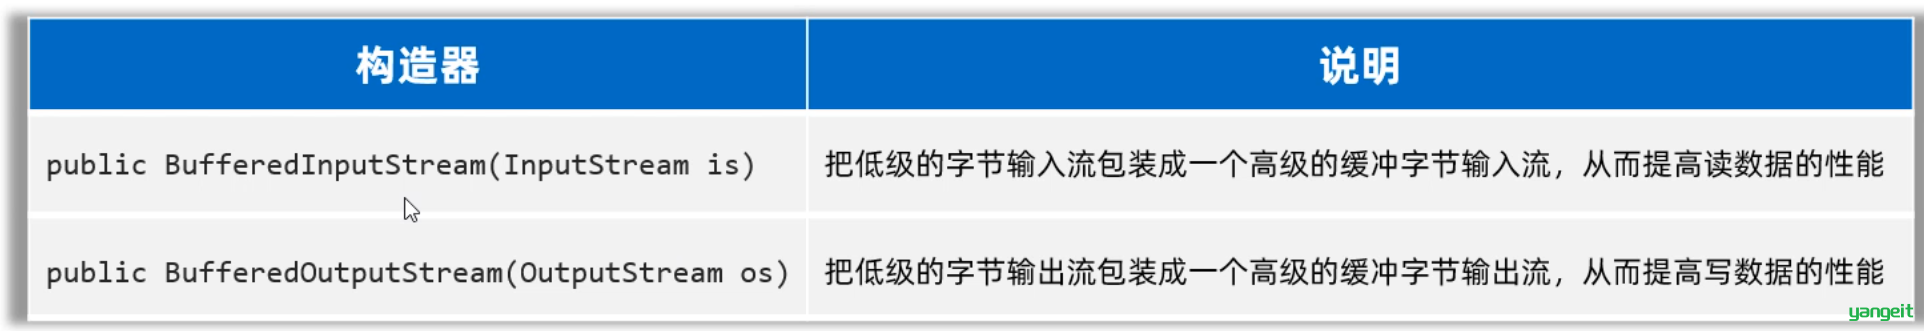 构造器
说明
public BufferedInputStream(InputStream is)
把低级的字节输入流包装成一个高级的缓冲字节输入流，从而提高读数据的性能
public BufferedOutputStream(OutputStream os)
把低级的字节输出流包装成一个高级的缓冲字节输出流，从而提高写数据的性能
yangeit